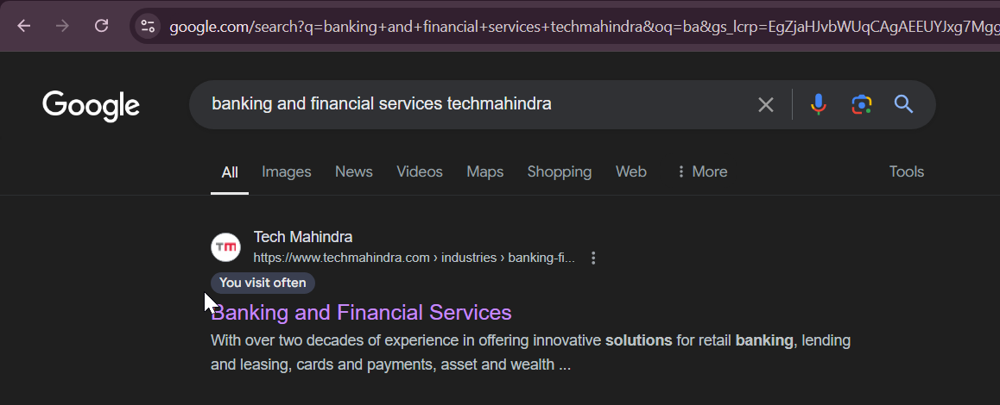 google.com/search?q=banking+and+financial+services+techmahindra&oq=ba&gs_lcrp=EgZjaHJvbWUqCAgAEEUYJxg7Mgg
Google
banking and financial services techmahindra
All Images News Videos Maps Shopping Web More Tools
TM
Tech Mahindra
https://www.techmahindra.com › industries › banking-fi...
You visit often
Banking and Financial Services
With over two decades of experience in offering innovative solutions for retail banking, lending
and leasing, cards and payments, asset and wealth ...